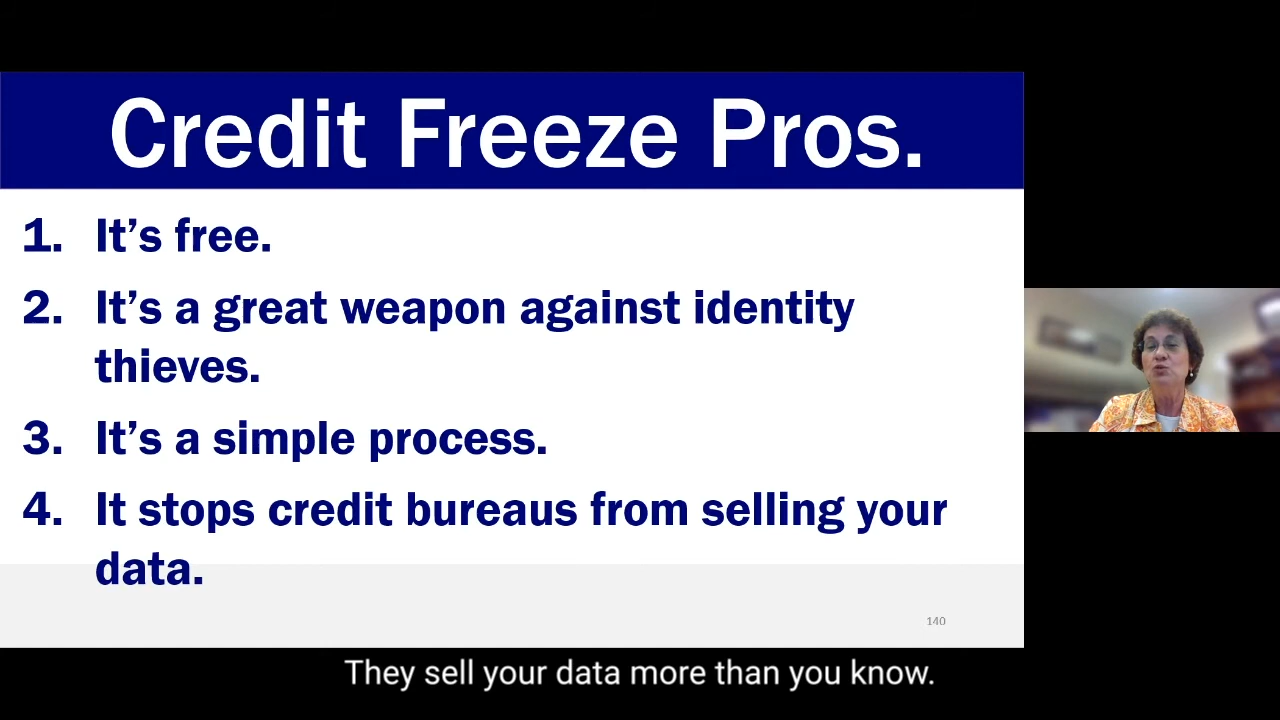 Credit Freeze Pros.
1. It’s free.
2. It’s a great weapon against identity
thieves.
3. It’s a simple process.
4. It stops credit bureaus from selling your
data.
140
They sell your data more than you know.